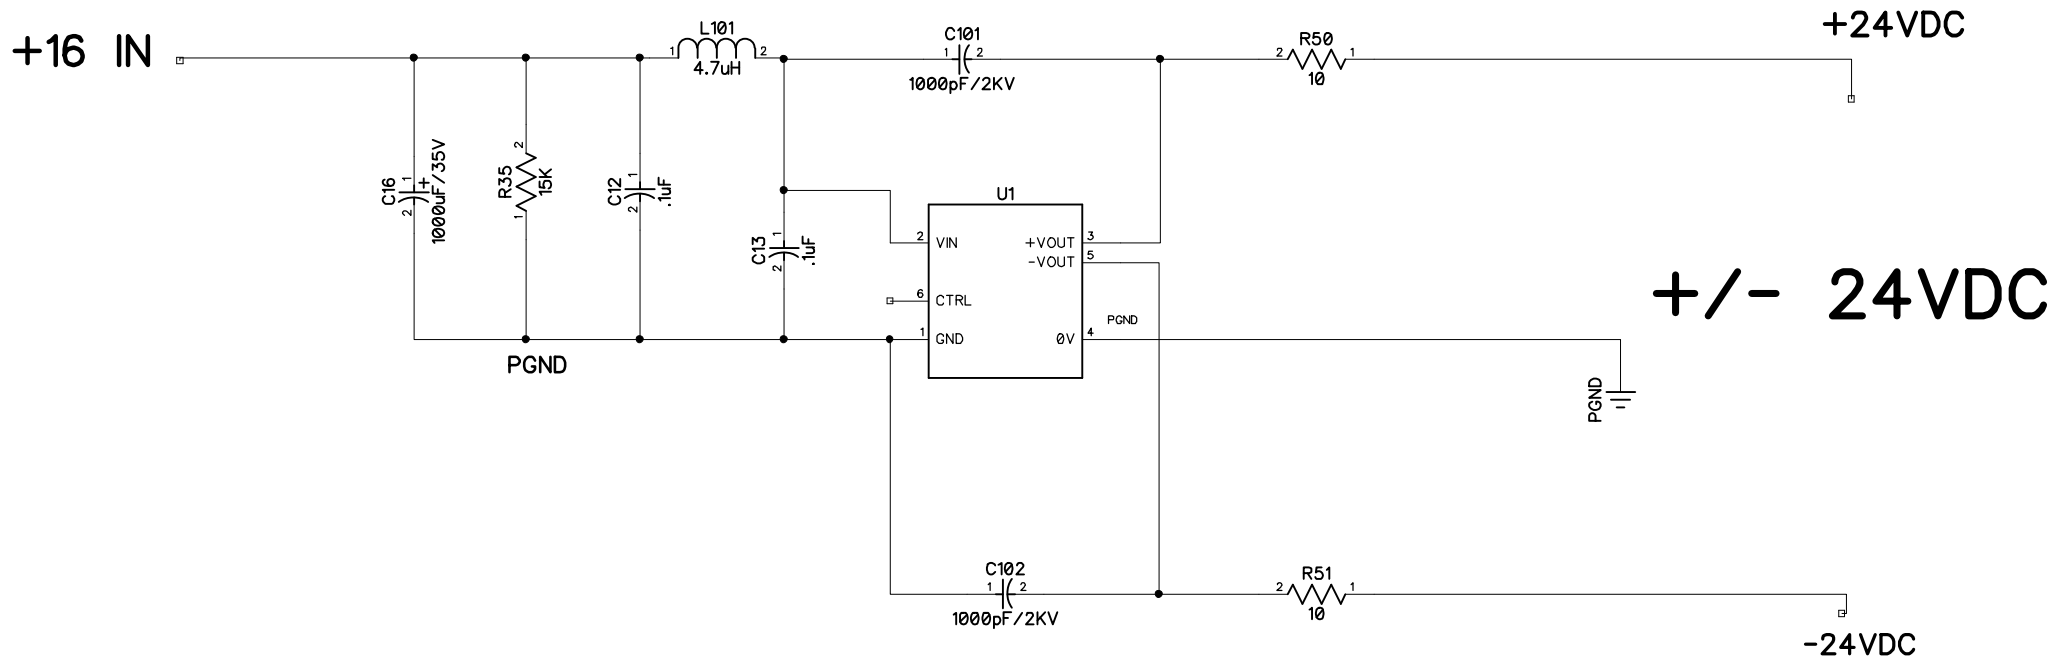 +16 IN
L101
1 2
4.7uH
C101
1 2
1000pF/2KV
R50
2 1
10
+24VDC
C16
1
+
2
1000uF/35V
R35
2
1
15K
C12
1
2
.1uF
C13
1
2
.1uF
U1
2 VIN
+VOUT 3
-VOUT 5
6 CTRL
1 GND
0V 4
PGND
PGND
+/- 24VDC
PGND
C102
1 2
1000pF/2KV
R51
2 1
10
-24VDC